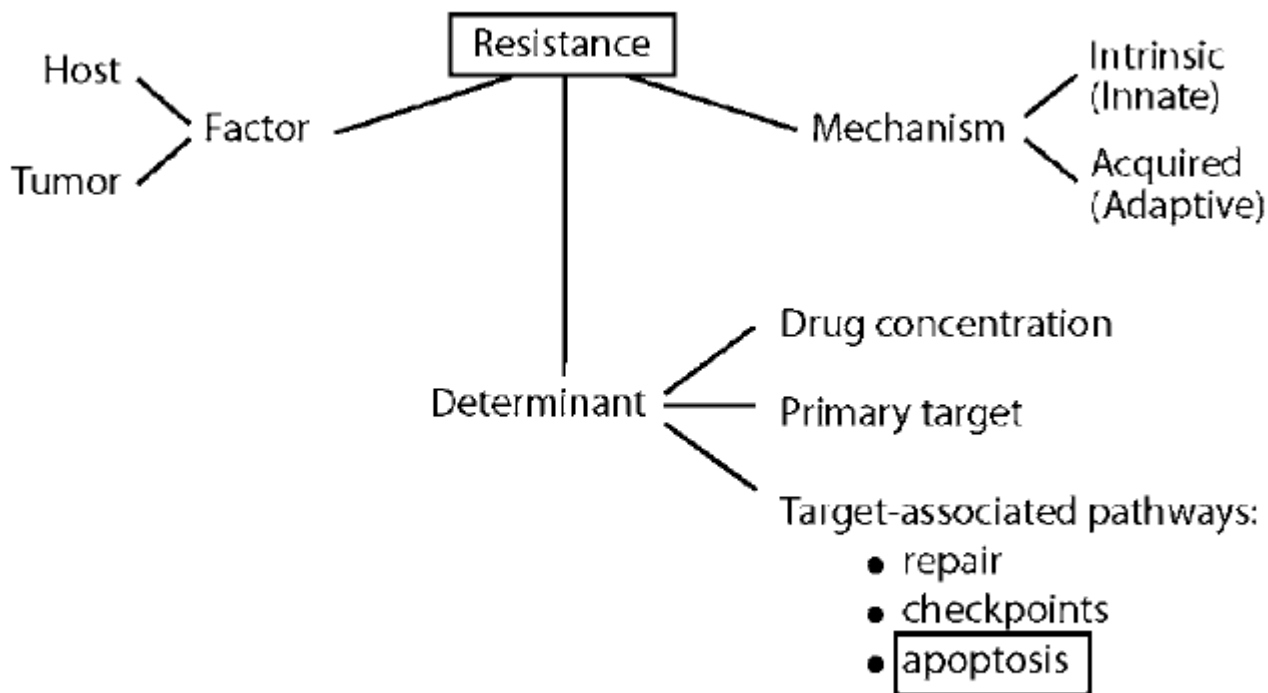 Resistance
Host
Factor
Tumor
Mechanism
Intrinsic
(Innate)
Acquired
(Adaptive)
Determinant
Drug concentration
Primary target
Target-associated pathways:
• repair
• checkpoints
• apoptosis